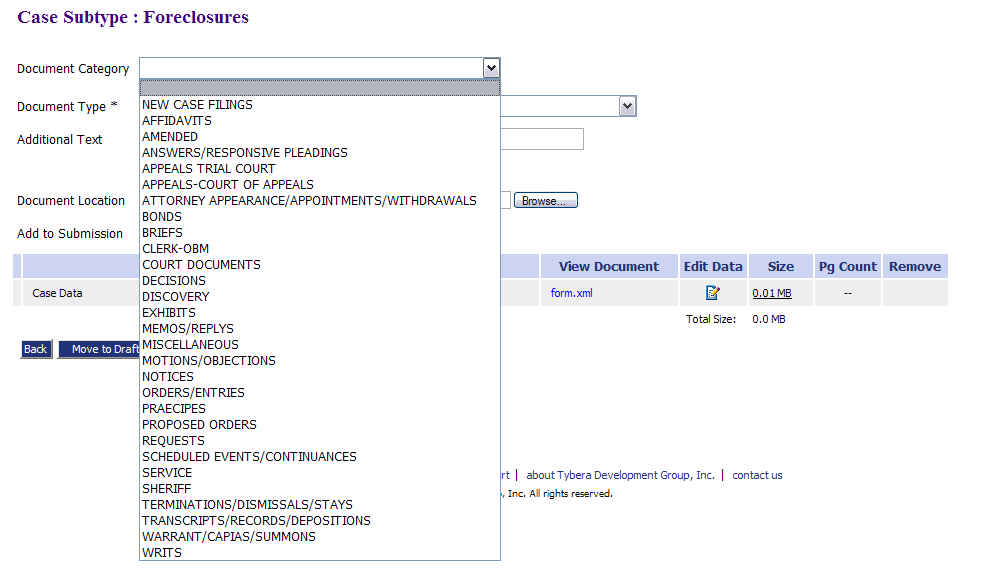 Case Subtype : Foreclosures
Document Category
NEW CASE FILINGS
AFFIDAVITS
AMENDED
ANSWERS/RESPONSIVE PLEADINGS
APPEALS TRIAL COURT
APPEALS-COURT OF APPEALS
ATTORNEY APPEARANCE/APPOINTMENTS/WITHDRAWALS
BONDS
BRIEFS
CLERK-OBM
COURT DOCUMENTS
DECISIONS
DISCOVERY
EXHIBITS
MEMOS/REPLYS
MISCELLANEOUS
MOTIONS/OBJECTIONS
NOTICES
ORDERS/ENTRIES
PRAECIPES
PROPOSED ORDERS
REQUESTS
SCHEDULED EVENTS/CONTINUANCES
SERVICE
SHERIFF
TERMINATIONS/DISMISSALS/STAYS
TRANSCRIPTS/RECORDS/DEPOSITIONS
WARRANT/CAPIAS/SUMMONS
WRITS
Document Type *
Additional Text
Document Location Browse...
Add to Submission
View Document Edit Data Size Pg Count Remove
Case Data form.xml 0.01 MB --
Total Size: 0.0 MB
Back Move to Draft
rt | about Tybera Development Group, Inc. | contact us
, Inc. All rights reserved.